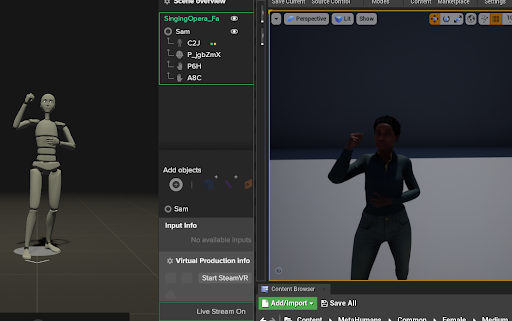 Scene overview
SingingOpera_Fa
Sam
C2J
P_jgbZmX
P6H
A8C
Add objects
Sam
Input Info
No available inputs
Virtual Production info
Start SteamVR
Live Stream On
Save Current Source Control Modes Content Marketplace Settings
Perspective Lit Show
10
Content Browser
Add/Import Save All
Content MetaHumans Common Female Medium